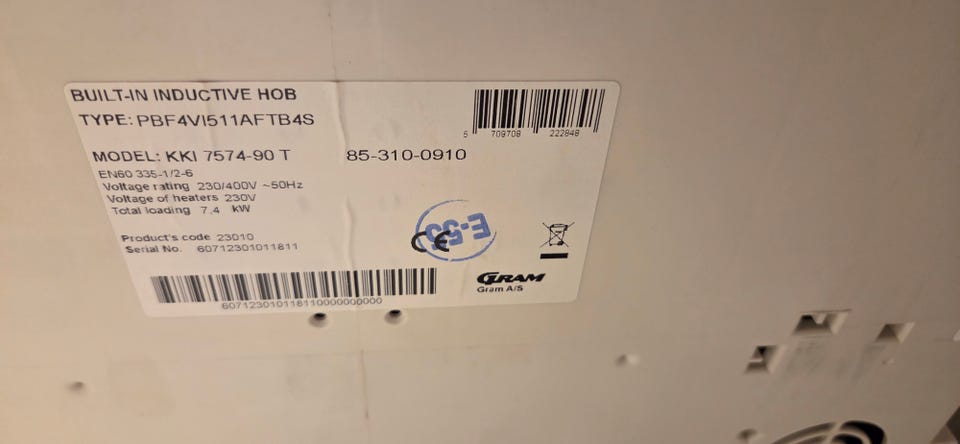 BUILT-IN INDUCTIVE HOB
TYPE: PBF4VI511AFTB4S
5 709708 222848
MODEL: KKI 7574-90 T 85-310-0910
EN60 335-1/2-6
Voltage rating 230/400V ~50Hz
Voltage of heaters 230V
Total loading 7.4 kW
Product's code 23010
Serial No. 60712301011811
CE
E-53
GRAM
Gram A/S
607123010118110000000000